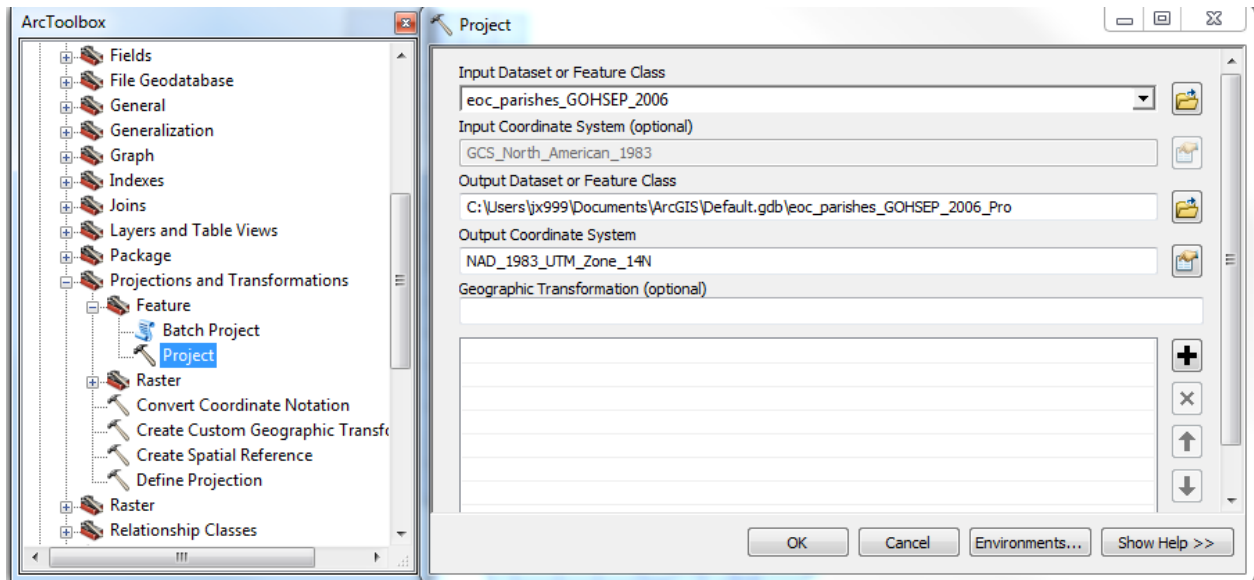 ArcToolbox
Fields
File Geodatabase
General
Generalization
Graph
Indexes
Joins
Layers and Table Views
Package
Projections and Transformations
Feature
Batch Project
Project
Raster
Convert Coordinate Notation
Create Custom Geographic Transfo
Create Spatial Reference
Define Projection
Raster
Relationship Classes
Project
Input Dataset or Feature Class
eoc_parishes_GOHSEP_2006
Input Coordinate System (optional)
GCS_North_American_1983
Output Dataset or Feature Class
C:\Users\jx999\Documents\ArcGIS\Default.gdb\eoc_parishes_GOHSEP_2006_Pro
Output Coordinate System
NAD_1983_UTM_Zone_14N
Geographic Transformation (optional)
OK Cancel Environments... Show Help >>